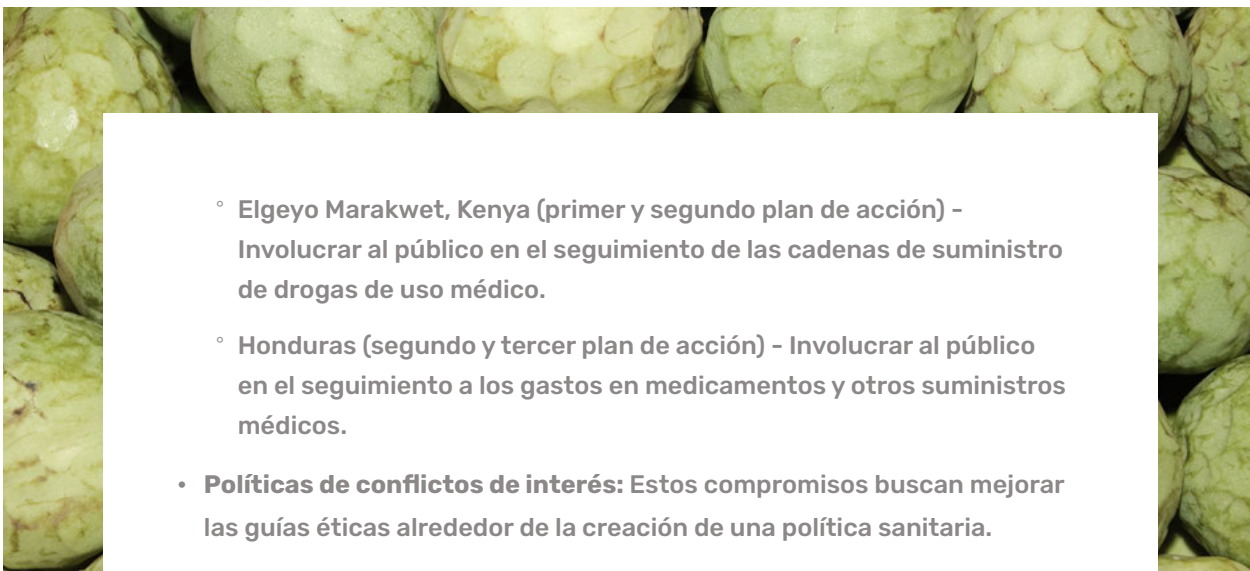 ° Elgeyo Marakwet, Kenya (primer y segundo plan de acción) -
Involucrar al público en el seguimiento de las cadenas de suministro
de drogas de uso médico.
° Honduras (segundo y tercer plan de acción) - Involucrar al público
en el seguimiento a los gastos en medicamentos y otros suministros
médicos.
• Políticas de conflictos de interés: Estos compromisos buscan mejorar
las guías éticas alrededor de la creación de una política sanitaria.